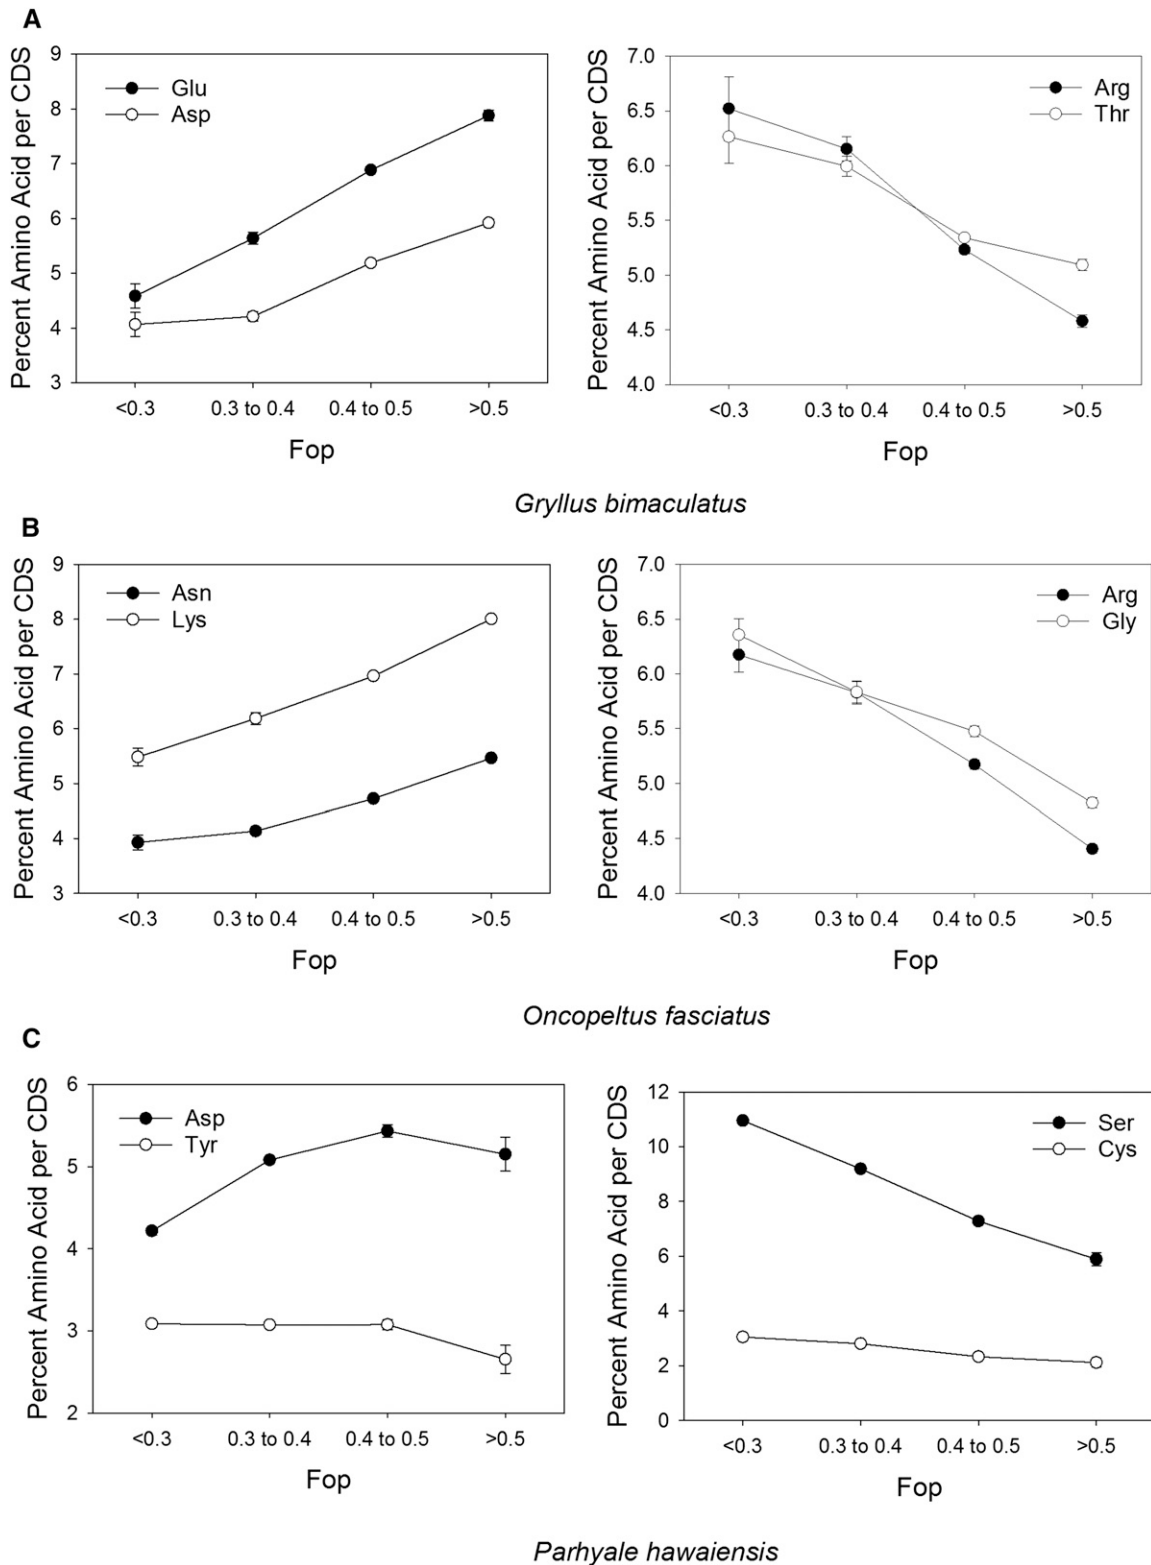 A
Percent Amino Acid per CDS
9
8
7
6
5
4
3
Glu
Asp
<0.3 0.3 to 0.4 0.4 to 0.5 >0.5
Fop
Percent Amino Acid per CDS
7.0
6.5
6.0
5.5
5.0
4.5
4.0
Arg
Thr
<0.3 0.3 to 0.4 0.4 to 0.5 >0.5
Fop
Gryllus bimaculatus
B
Percent Amino Acid per CDS
9
8
7
6
5
4
3
Asn
Lys
<0.3 0.3 to 0.4 0.4 to 0.5 >0.5
Fop
Percent Amino Acid per CDS
7.0
6.5
6.0
5.5
5.0
4.5
4.0
Arg
Gly
<0.3 0.3 to 0.4 0.4 to 0.5 >0.5
Fop
Oncopeltus fasciatus
C
Percent Amino Acid per CDS
6
5
4
3
2
Asp
Tyr
<0.3 0.3 to 0.4 0.4 to 0.5 >0.5
Fop
Percent Amino Acid per CDS
12
10
8
6
4
2
0
Ser
Cys
<0.3 0.3 to 0.4 0.4 to 0.5 >0.5
Fop
Parhyale hawaiensis